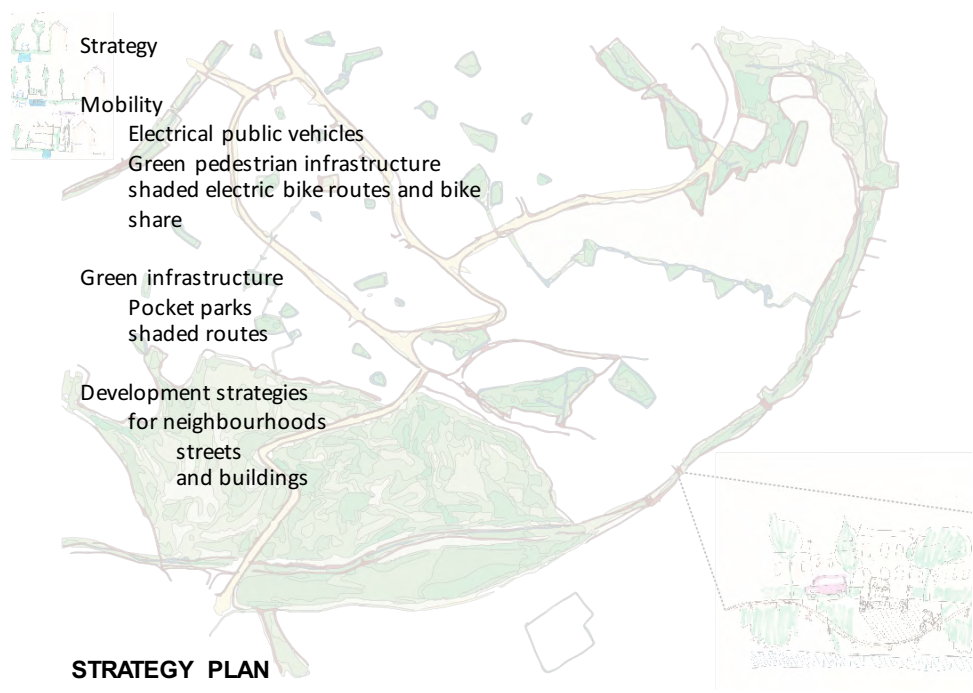 Strategy
Mobility
Electrical public vehicles
Green pedestrian infrastructure
shaded electric bike routes and bike
share
Green infrastructure
Pocket parks
shaded routes
Development strategies
for neighbourhoods
streets
and buildings
STRATEGY PLAN